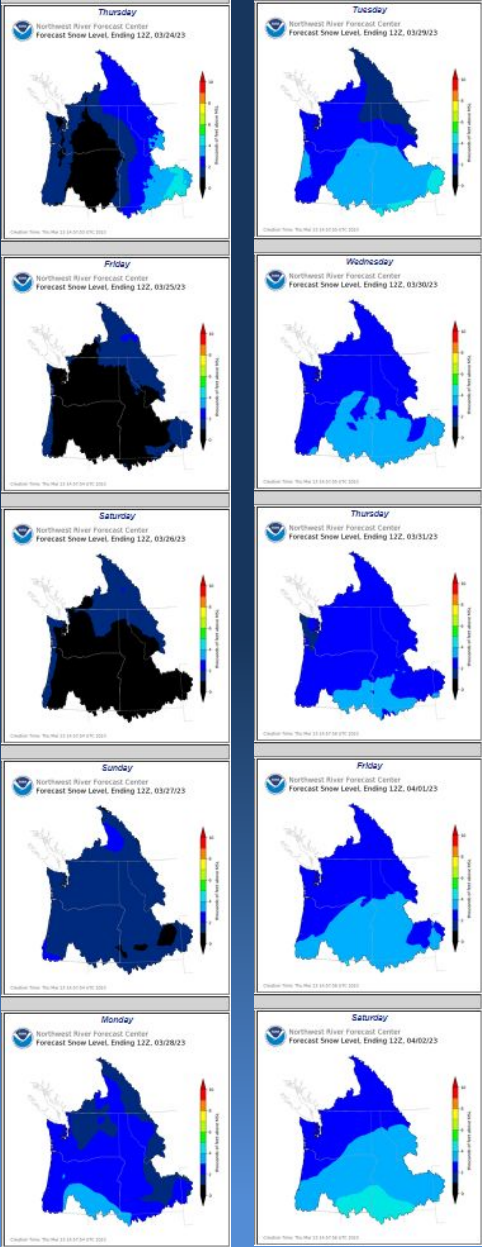 Thursday
Northwest River Forecast Center
Forecast Snow Level, Ending 12Z, 03/24/23
Friday
Northwest River Forecast Center
Forecast Snow Level, Ending 12Z, 03/25/23
Saturday
Northwest River Forecast Center
Forecast Snow Level, Ending 12Z, 03/26/23
Sunday
Northwest River Forecast Center
Forecast Snow Level, Ending 12Z, 03/27/23
Monday
Northwest River Forecast Center
Forecast Snow Level, Ending 12Z, 03/28/23
Tuesday
Northwest River Forecast Center
Forecast Snow Level, Ending 12Z, 03/29/23
Wednesday
Northwest River Forecast Center
Forecast Snow Level, Ending 12Z, 03/30/23
Thursday
Northwest River Forecast Center
Forecast Snow Level, Ending 12Z, 03/31/23
Friday
Northwest River Forecast Center
Forecast Snow Level, Ending 12Z, 04/01/23
Saturday
Northwest River Forecast Center
Forecast Snow Level, Ending 12Z, 04/02/23